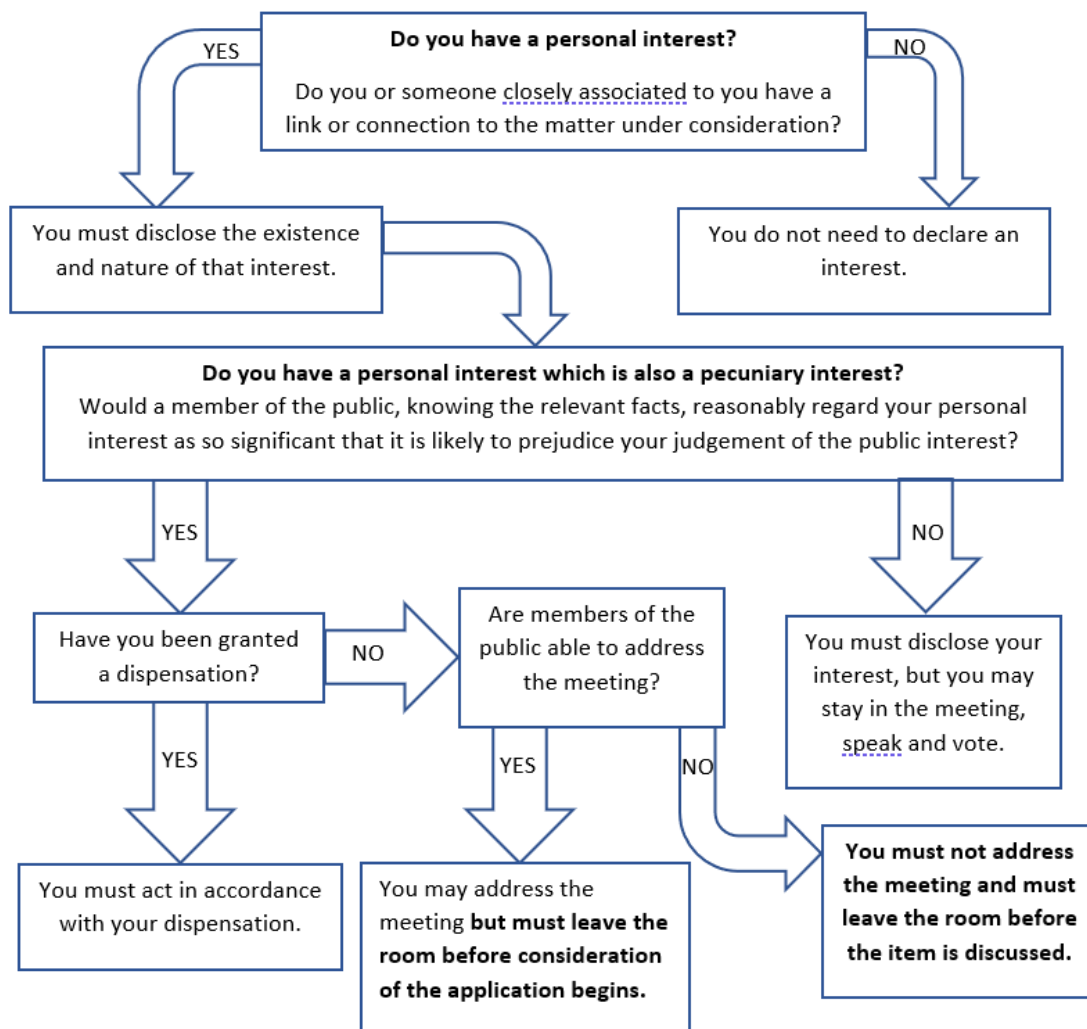 YES
Do you have a personal interest?
NO
Do you or someone closely associated to you have a
link or connection to the matter under consideration?
You must disclose the existence
and nature of that interest.
You do not need to declare an
interest.
Do you have a personal interest which is also a pecuniary interest?
Would a member of the public, knowing the relevant facts, reasonably regard your personal
interest as so significant that it is likely to prejudice your judgement of the public interest?
YES
NO
Have you been granted
a dispensation?
NO
Are members of the
public able to address
the meeting?
You must disclose your
interest, but you may
stay in the meeting,
speak and vote.
YES
YES
NO
You must act in accordance
with your dispensation.
You may address the
meeting but must leave the
room before consideration
of the application begins.
You must not address
the meeting and must
leave the room before
the item is discussed.